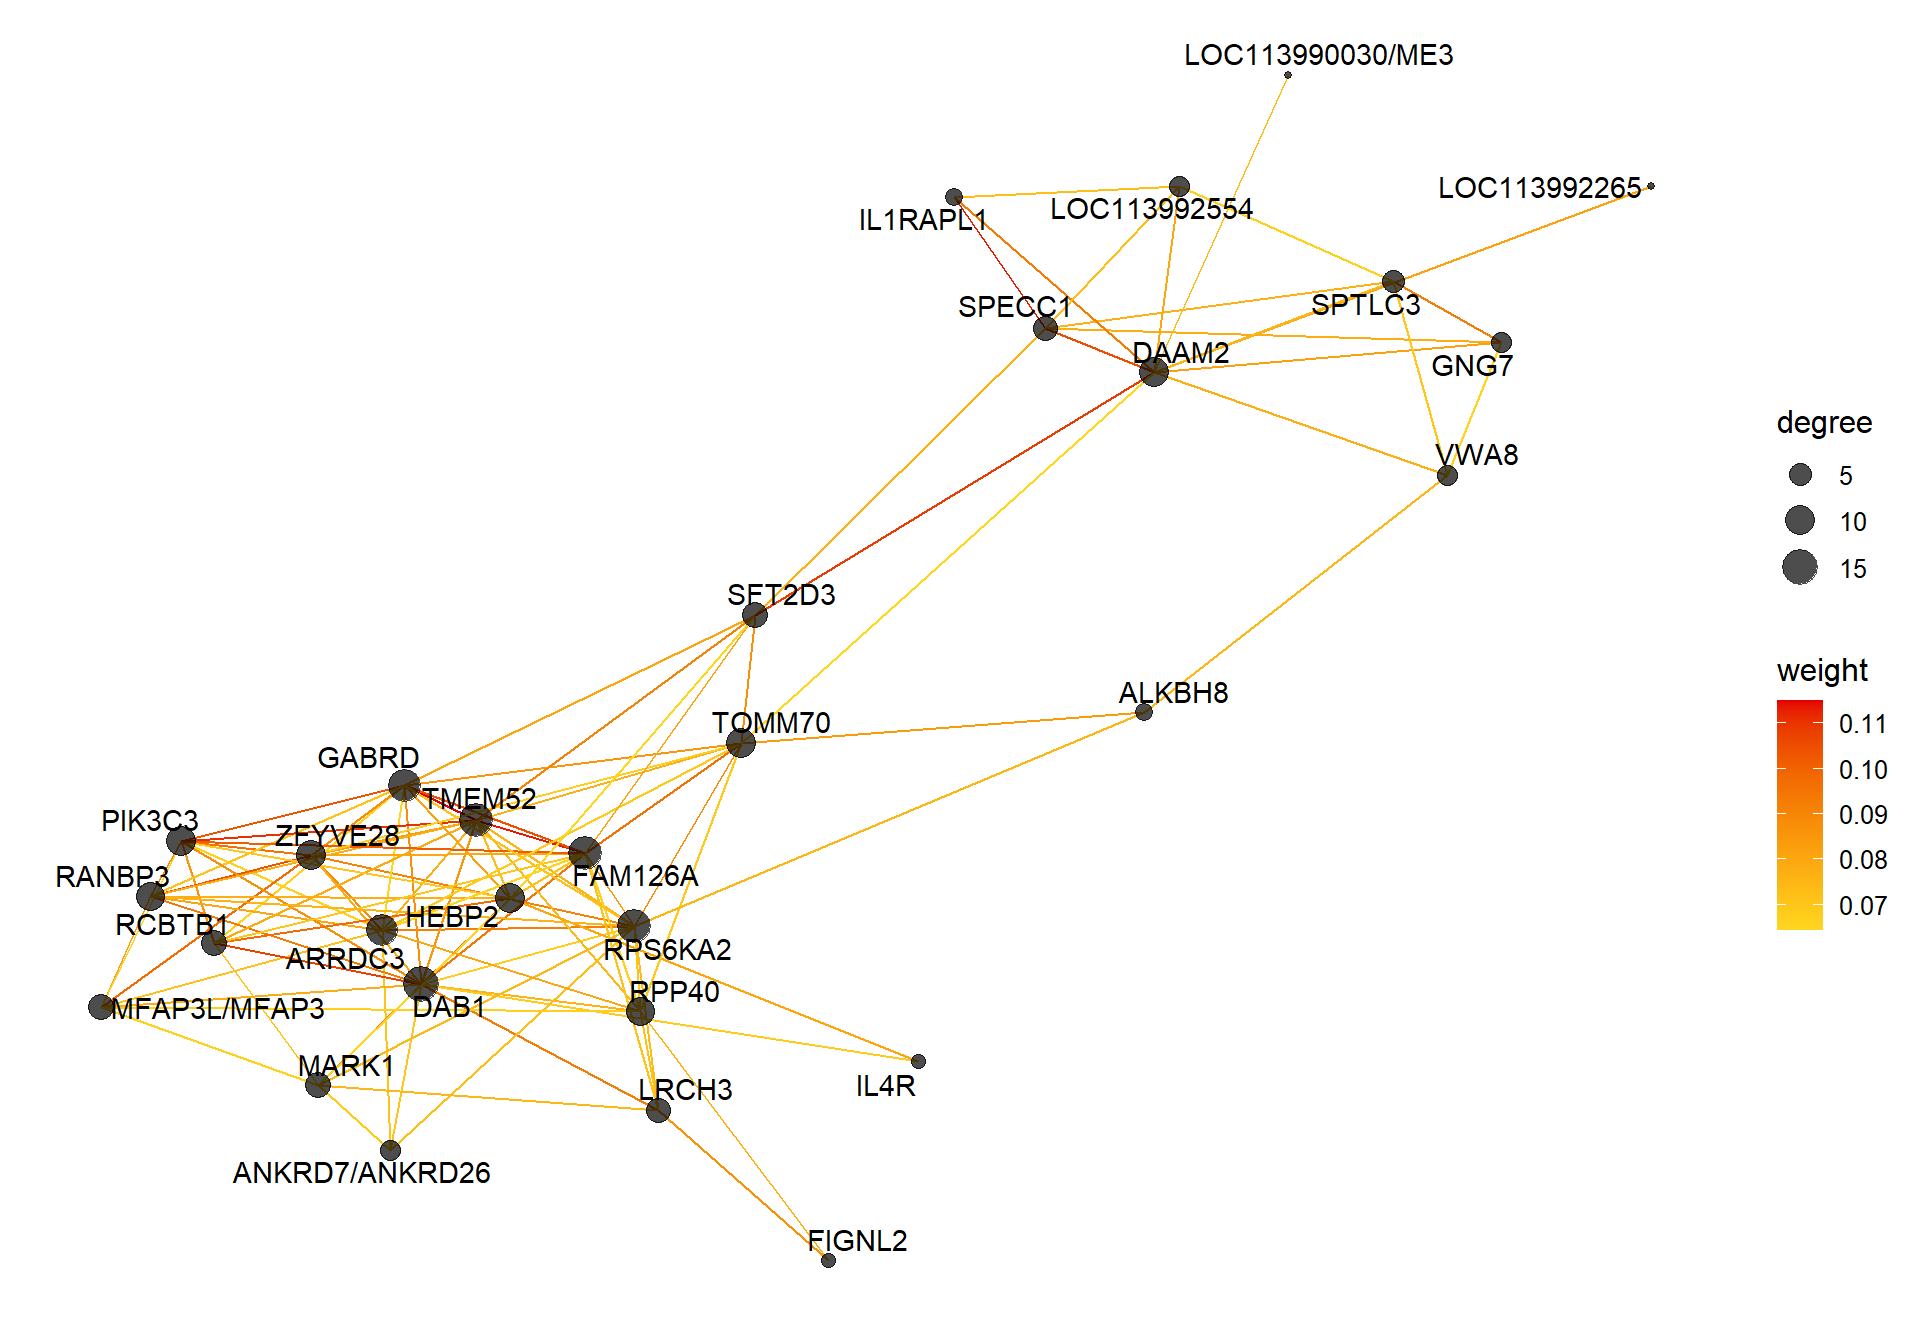 LOC113990030/ME3
LOC113992265
LOC113992554
IL1RAPL1
SPTLC3
SPECC1
DAAM2
GNG7
VWA8
SFT2D3
ALKBH8
TOMM70
GABRD
TMEM52
PIK3C3
ZFYVE28
RANBP3
FAM126A
HEBP2
RCBTB1
ARRDC3
RPS6KA2
RPP40
DAB1
MFAP3L/MFAP3
MARK1
LRCH3
IL4R
ANKRD7/ANKRD26
FIGNL2
degree
5
10
15
weight
0.11
0.10
0.09
0.08
0.07